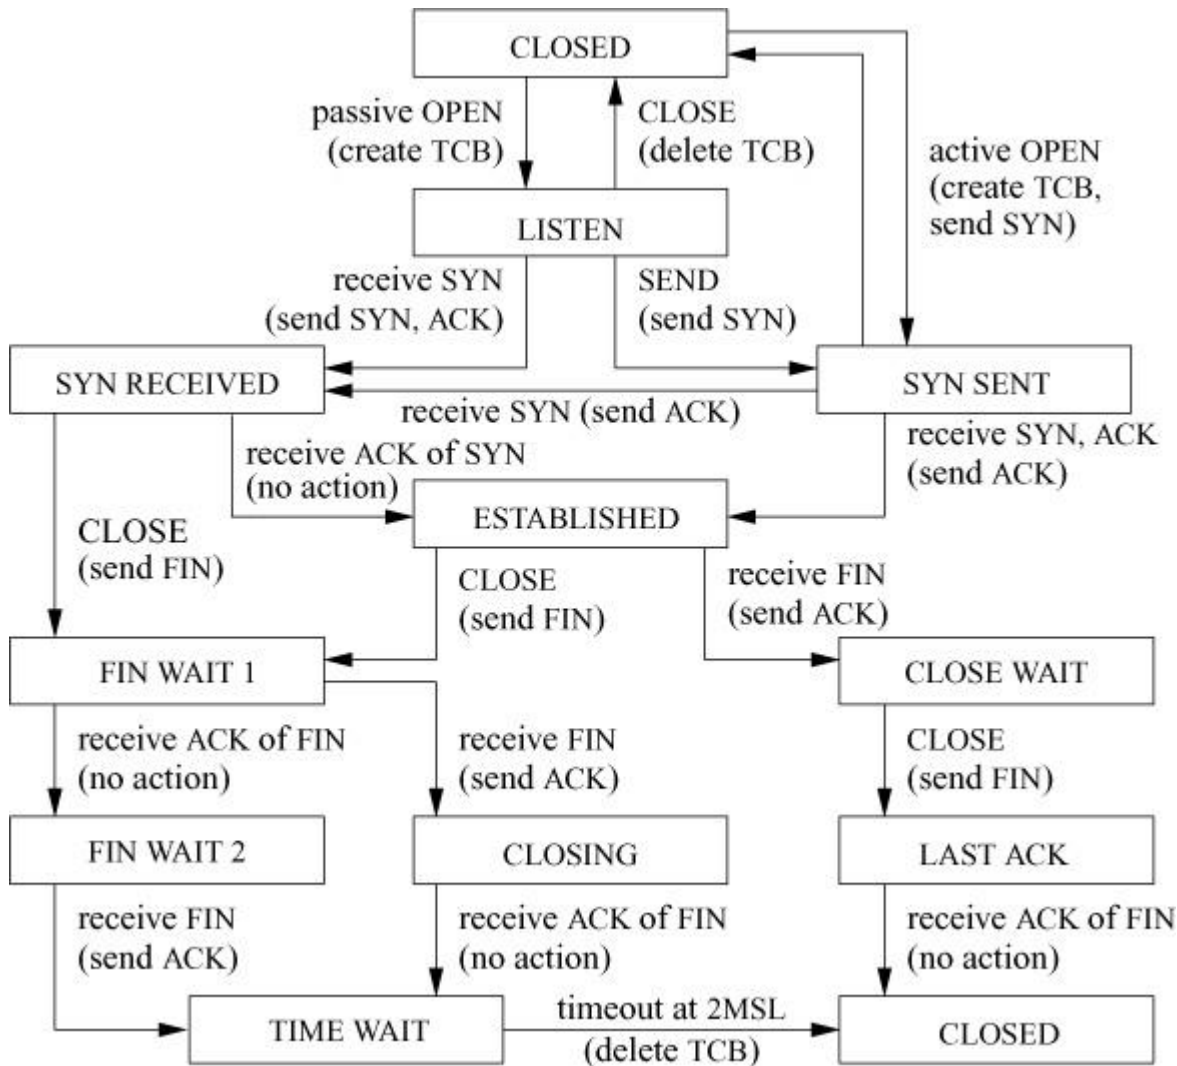 CLOSED
passive OPEN
(create TCB)
CLOSE
(delete TCB)
active OPEN
(create TCB,
send SYN)
LISTEN
receive SYN
(send SYN, ACK)
SEND
(send SYN)
SYN RECEIVED
SYN SENT
receive SYN (send ACK)
receive ACK of SYN
(no action)
receive SYN, ACK
(send ACK)
ESTABLISHED
CLOSE
(send FIN)
CLOSE
(send FIN)
receive FIN
(send ACK)
FIN WAIT 1
CLOSE WAIT
receive ACK of FIN
(no action)
receive FIN
(send ACK)
CLOSE
(send FIN)
FIN WAIT 2
CLOSING
LAST ACK
receive FIN
(send ACK)
receive ACK of FIN
(no action)
receive ACK of FIN
(no action)
TIME WAIT
timeout at 2MSL
(delete TCB)
CLOSED